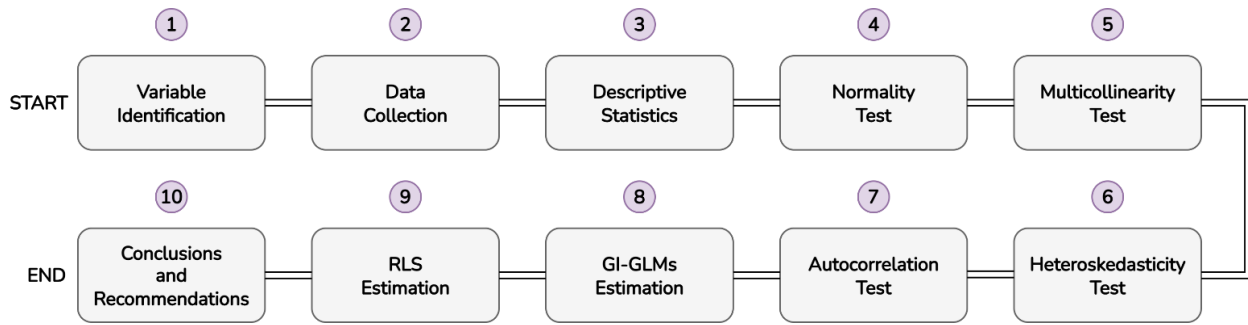 1
2
3
4
5
START
Variable
Identification
Data
Collection
Descriptive
Statistics
Normality
Test
Multicollinearity
Test
10
9
8
7
6
END
Conclusions
and
Recommendations
RLS
Estimation
GI-GLMs
Estimation
Autocorrelation
Test
Heteroskedasticity
Test